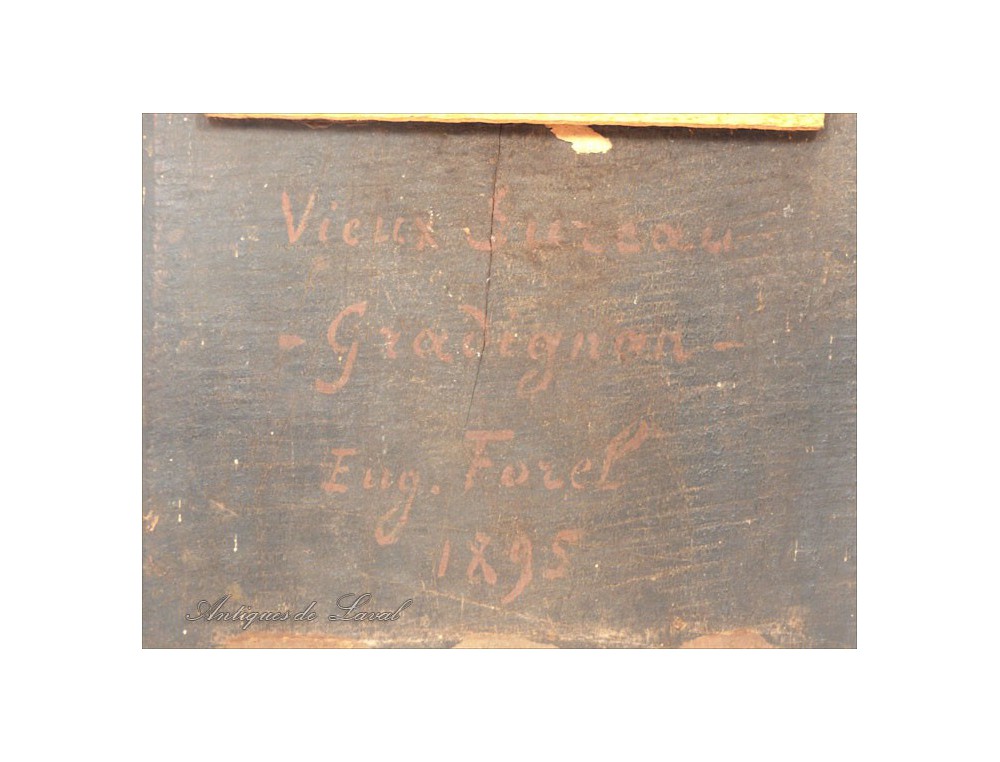 Vieux
- Gradignan -
Eug. Forel
1895
Antiques de Laval